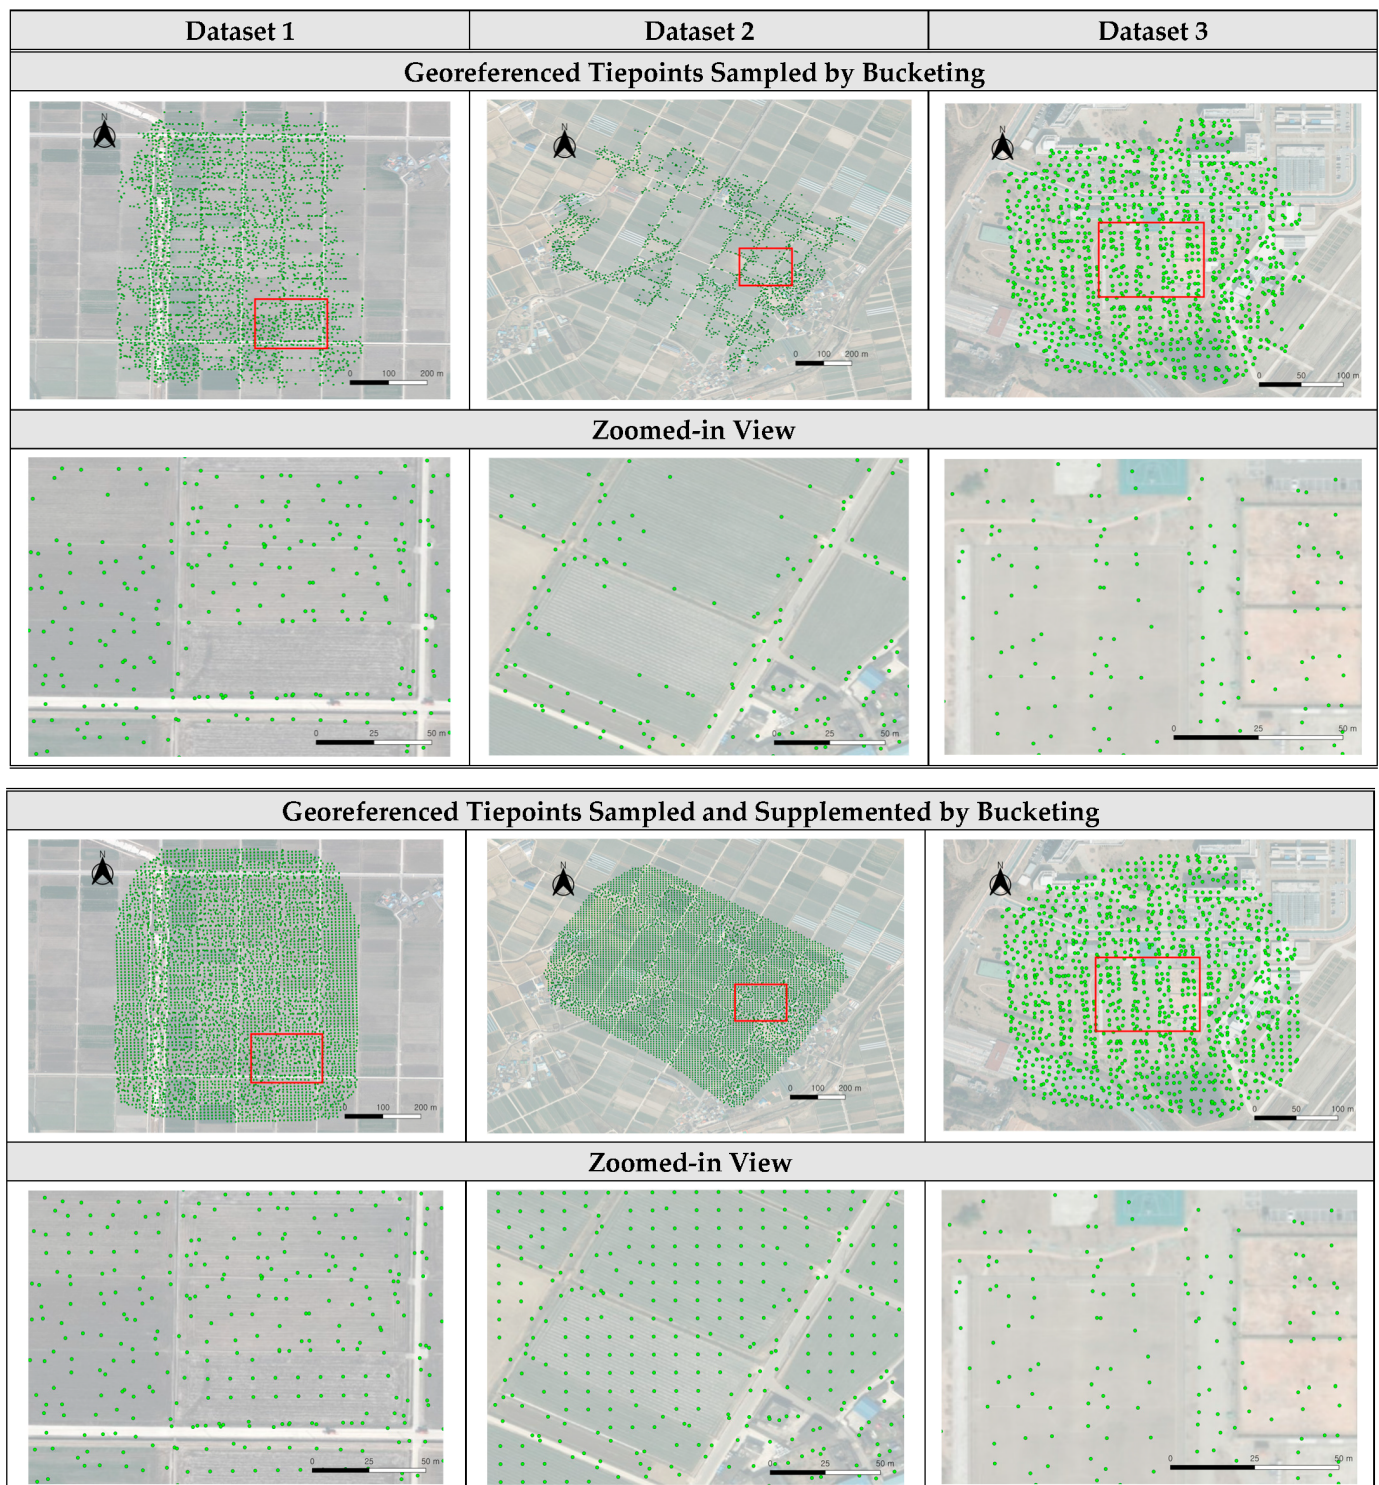 Dataset 1 Dataset 2 Dataset 3
Georeferenced Tiepoints Sampled by Bucketing
N N N
0 100 200 m 0 100 200 m 0 50 100 m
Zoomed-in View
0 25 50 m 0 25 50 m 0 25 50 m
Georeferenced Tiepoints Sampled and Supplemented by Bucketing
N N N
0 100 200 m 0 100 200 m 0 50 100 m
Zoomed-in View
0 25 50 m 0 25 50 m 0 25 50 m